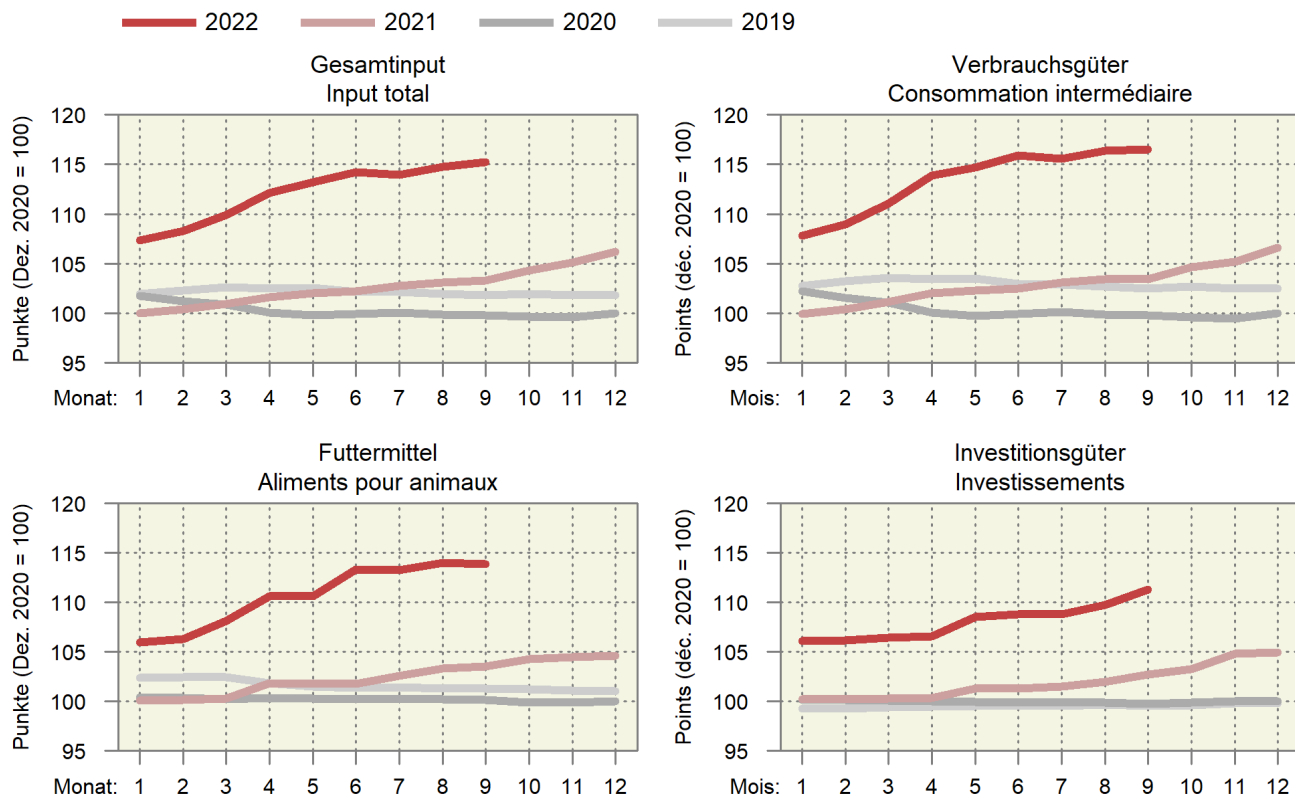 2022 2021 2020 2019
Gesamtinput
Input total
Punkte (Dez. 2020 = 100)
120
115
110
105
100
95
Monat: 1 2 3 4 5 6 7 8 9 10 11 12
Verbrauchsgüter
Consommation intermédiaire
Points (déc. 2020 = 100)
120
115
110
105
100
95
Mois: 1 2 3 4 5 6 7 8 9 10 11 12
Futtermittel
Aliments pour animaux
Punkte (Dez. 2020 = 100)
120
115
110
105
100
95
Monat: 1 2 3 4 5 6 7 8 9 10 11 12
Investitionsgüter
Investissements
Points (déc. 2020 = 100)
120
115
110
105
100
95
Mois: 1 2 3 4 5 6 7 8 9 10 11 12